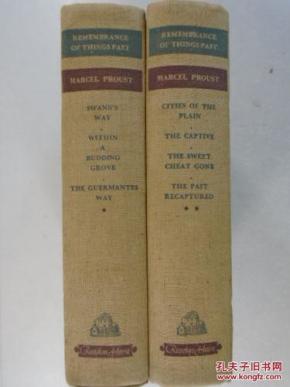 REMEMBRANCE
OF THINGS PAST
MARCEL PROUST
SWANN'S
WAY
WITHIN
A
BUDDING
GROVE
THE GUERMANTES
WAY
*
Random House
REMEMBRANCE
OF THINGS PAST
MARCEL PROUST
CITIES OF THE
PLAIN
THE CAPTIVE
THE SWEET
CHEAT GONE
THE PAST
RECAPTURED
* *
Random House
孔夫子旧书网